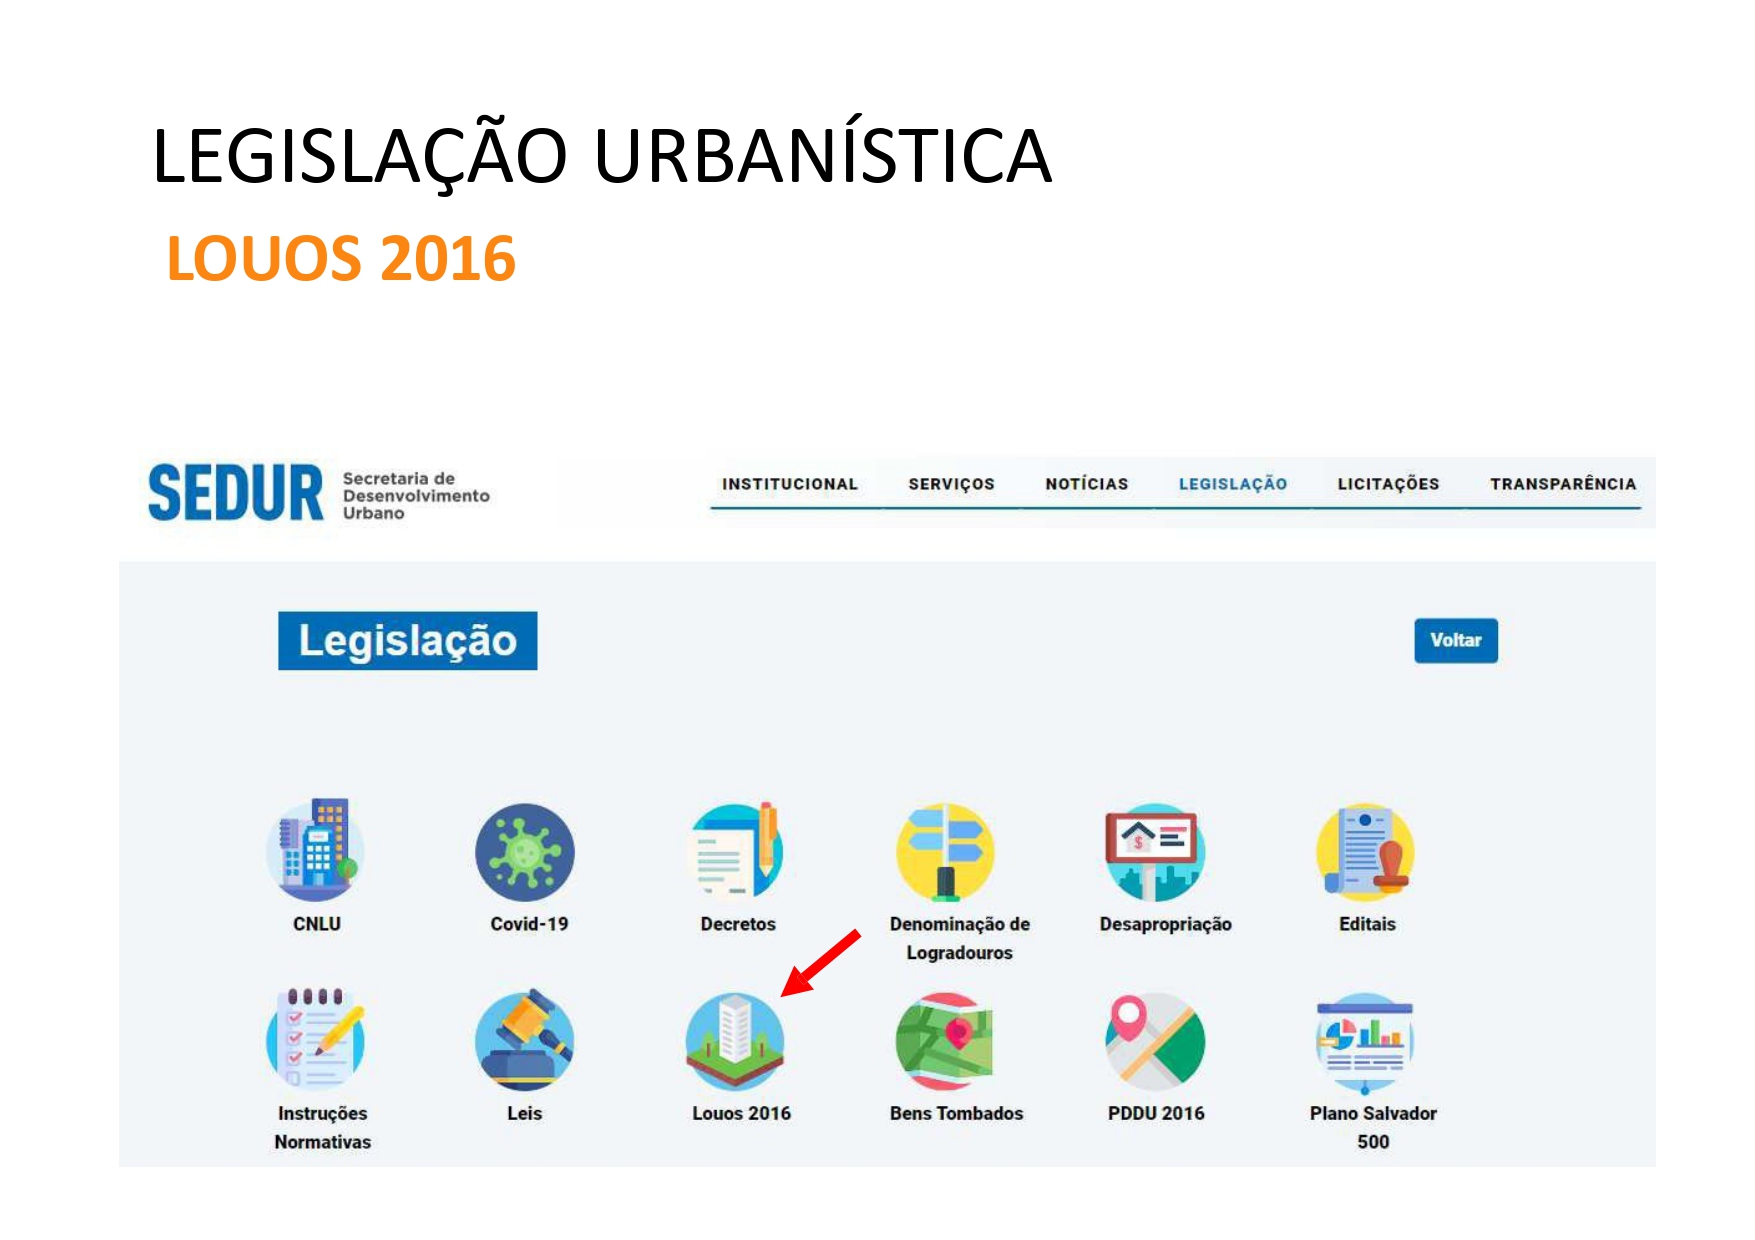 LEGISLAÇÃO URBANÍSTICA
LOUOS 2016
SEDUR
Secretaria de
Desenvolvimento
Urbano
INSTITUCIONAL SERVIÇOS NOTÍCIAS LEGISLAÇÃO LICITAÇÕES TRANSPARÊNCIA
Legislação
Voltar
CNLU
Covid-19
Decretos
Denominação de
Logradouros
Desapropriação
Editais
Instruções
Normativas
Leis
Louos 2016
Bens Tombados
PDDU 2016
Plano Salvador
500